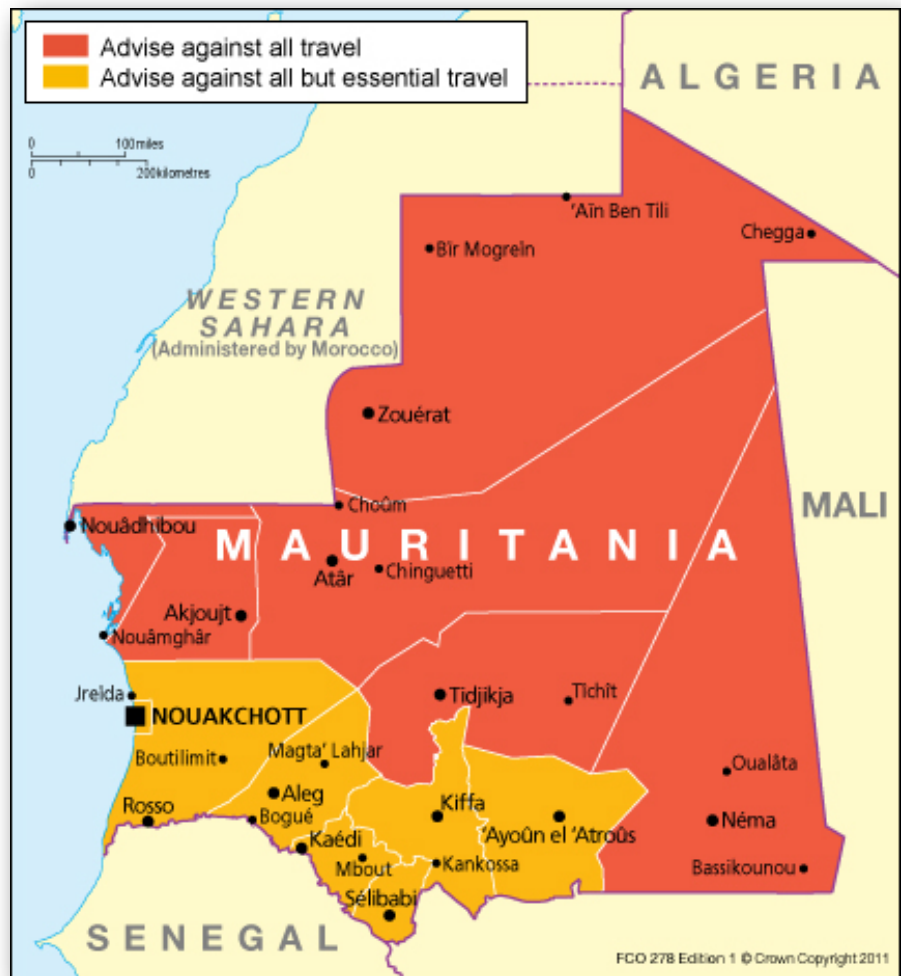 Advise against all travel
Advise against all but essential travel
ALGERIA
0 100miles
0 200kilometres
'Aïn Ben Tili
Chegga
Bîr Mogreîn
WESTERN
SAHARA
(Administered by Morocco)
Zouérat
Choûm
MALI
Nouâdhibou
MAURITANIA
Atâr
Chinguetti
Akjoujt
Nouâmghâr
Jreïda
Tidjikja
Tîchît
NOUAKCHOTT
Boutilimit
Magta' Lahjar
Oualâta
Aleg
Rosso
Bogué
Kiffa
'Ayoûn el 'Atroûs
Néma
Kaédi
Mbout
Kankossa
Bassikounou
Sélibabi
SENEGAL
FCO 278 Edition 1 © Crown Copyright 2011